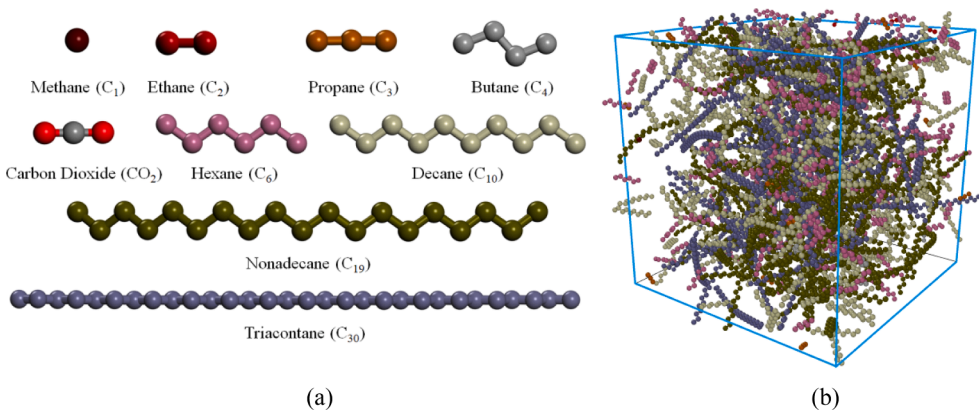 Methane (C₁) Ethane (C₂) Propane (C₃) Butane (C₄)
Carbon Dioxide (CO₂) Hexane (C₆) Decane (C₁₀)
Nonadecane (C₁₉)
Triacontane (C₃₀)
(a) (b)